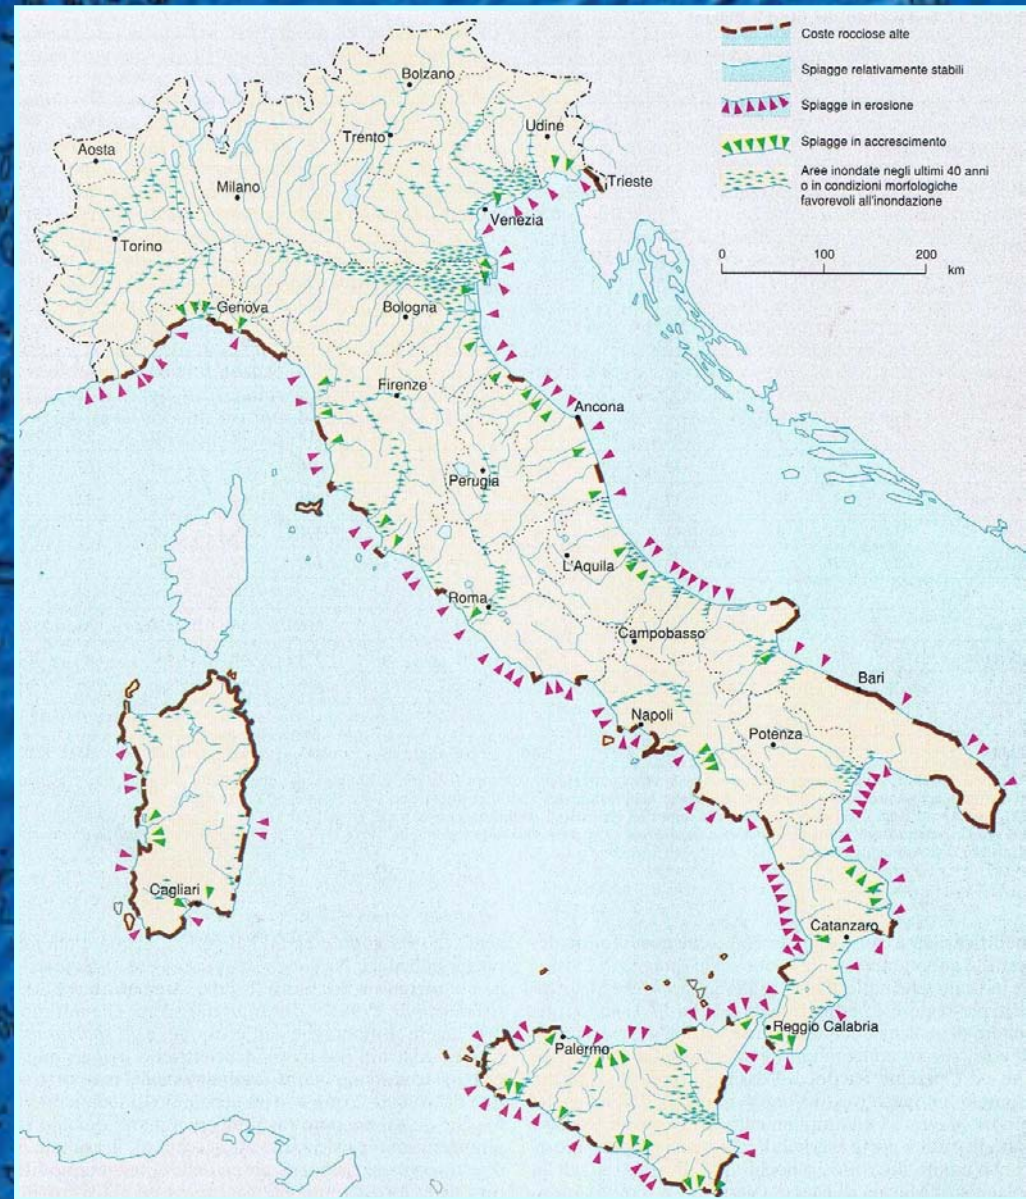 Coste rocciose alte
Spiagge relativamente stabili
Spiagge in erosione
Spiagge in accrescimento
Aree inondate negli ultimi 40 anni
o in condizioni morfologiche
favorevoli all'inondazione
0 100 200
km
Bolzano
Trento
Udine
Aosta
Trieste
Milano
Venezia
Torino
Genova
Bologna
Firenze
Ancona
Perugia
L'Aquila
Roma
Campobasso
Bari
Napoli
Potenza
Cagliari
Catanzaro
Reggio Calabria
Palermo